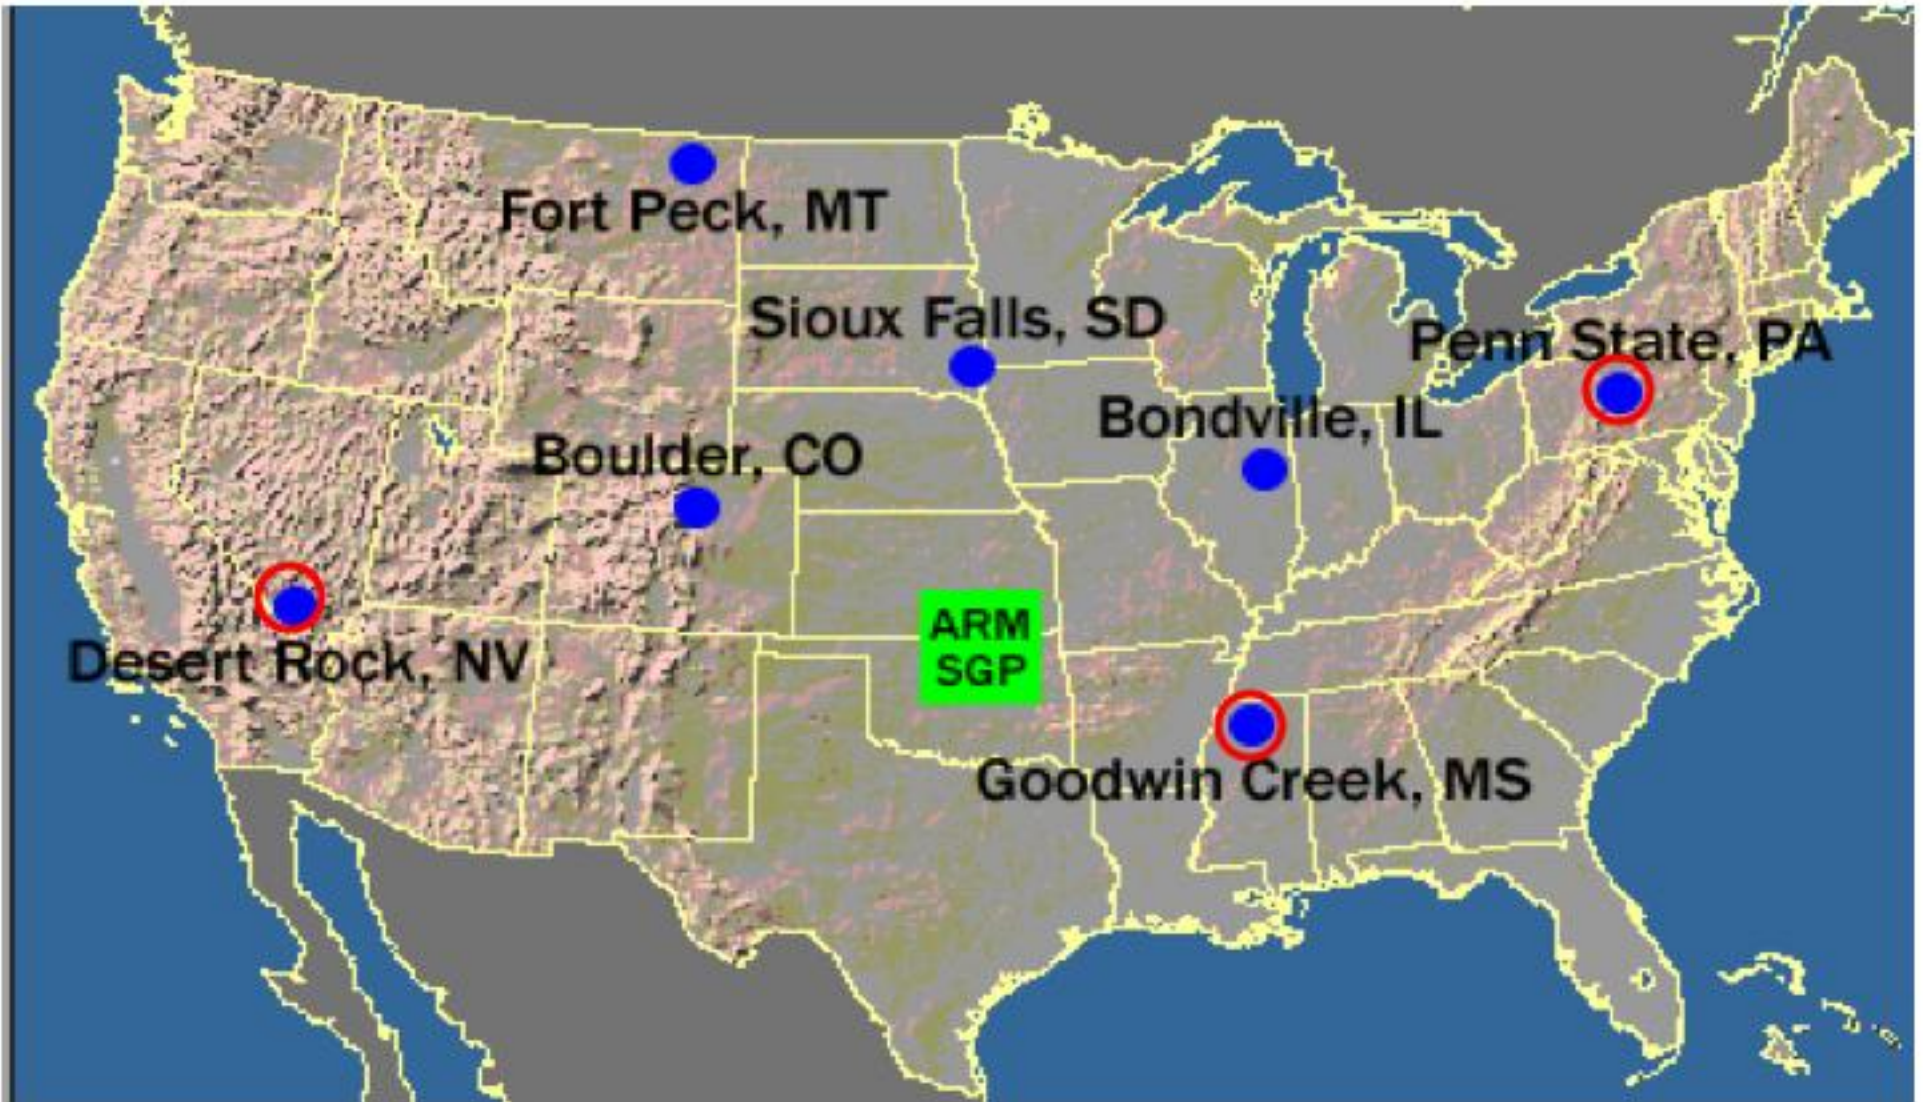 Fort Peck, MT
Sioux Falls, SD
Penn State, PA
Bondville, IL
Boulder, CO
ARM
SGP
Desert Rock, NV
Goodwin Creek, MS